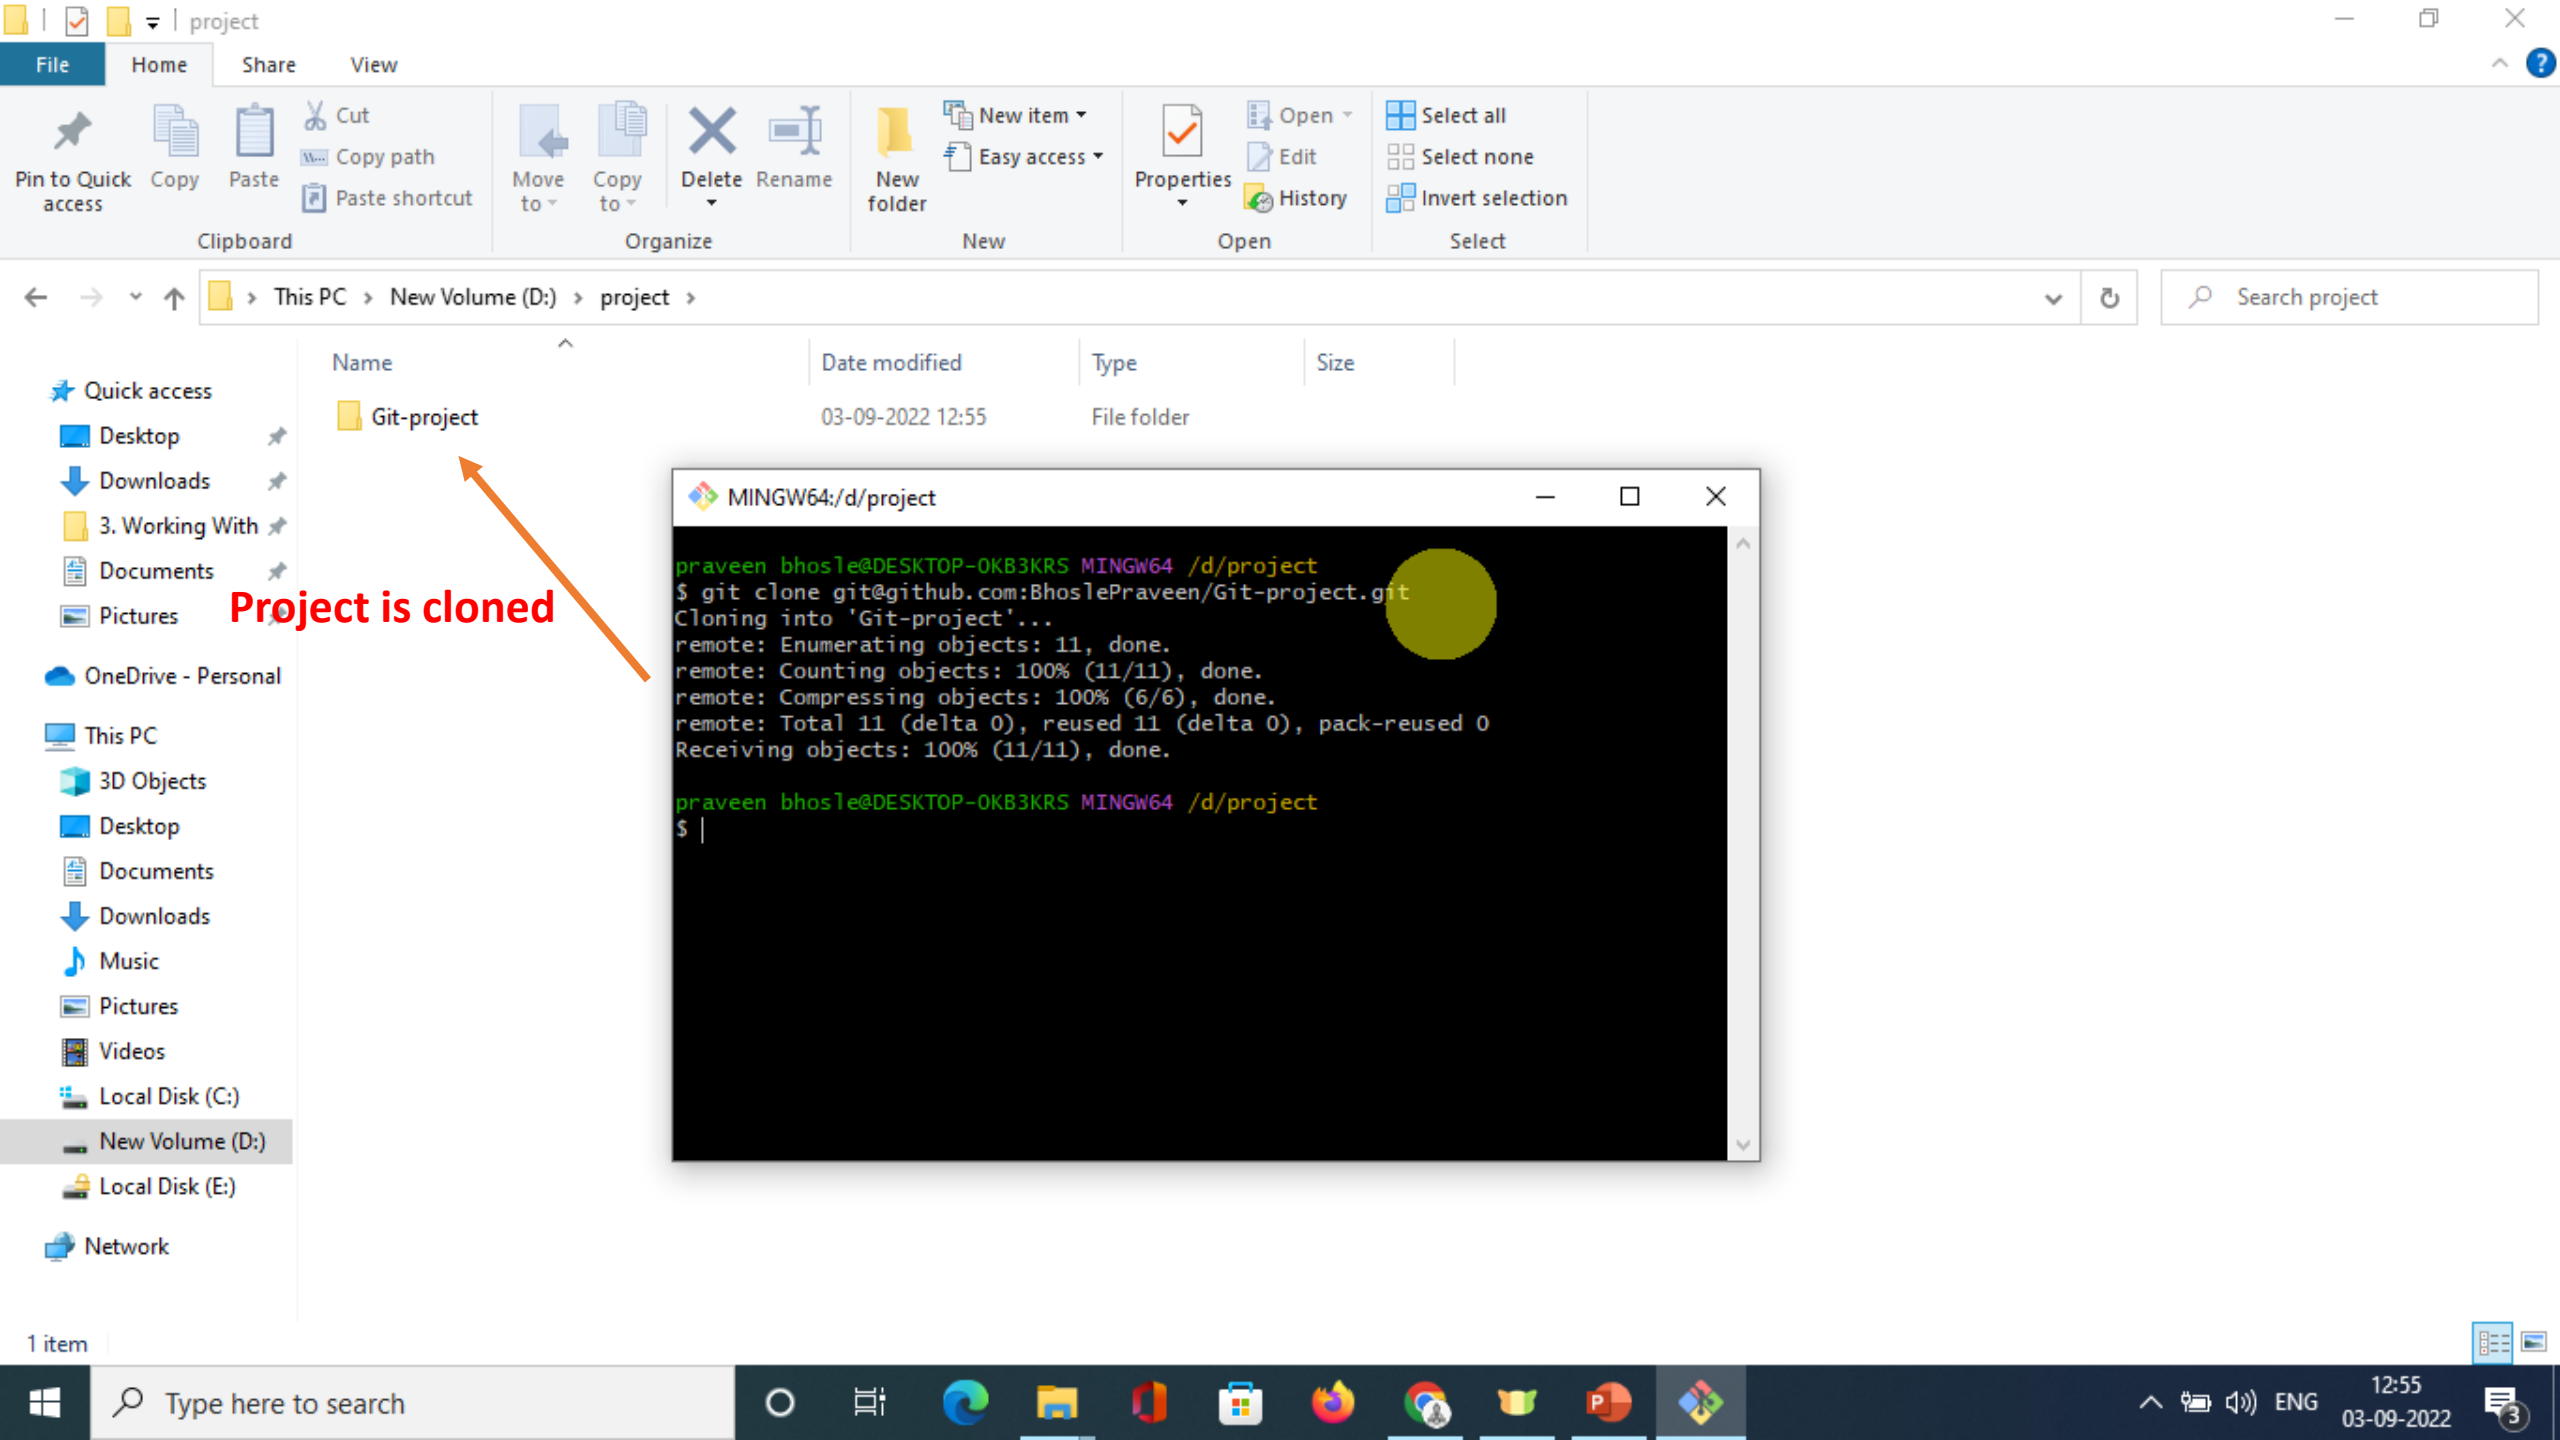 project
File Home Share View
Pin to Quick access
Copy
Paste
Cut
Copy path
Paste shortcut
Clipboard
Move to
Copy to
Delete
Rename
Organize
New folder
New item
Easy access
New
Properties
Open
Edit
History
Open
Select all
Select none
Invert selection
Select
This PC > New Volume (D:) > project >
Search project
Name Date modified Type Size
Git-project 03-09-2022 12:55 File folder
Quick access
Desktop
Downloads
3. Working With
Documents
Pictures
OneDrive - Personal
This PC
3D Objects
Desktop
Documents
Downloads
Music
Pictures
Videos
Local Disk (C:)
New Volume (D:)
Local Disk (E:)
Network
Project is cloned
MINGW64:/d/project
praveen bhosle@DESKTOP-OKB3KRS MINGW64 /d/project
$ git clone git@github.com:BhoslePraveen/Git-project.git
Cloning into 'Git-project'...
remote: Enumerating objects: 11, done.
remote: Counting objects: 100% (11/11), done.
remote: Compressing objects: 100% (6/6), done.
remote: Total 11 (delta 0), reused 11 (delta 0), pack-reused 0
Receiving objects: 100% (11/11), done.
praveen bhosle@DESKTOP-OKB3KRS MINGW64 /d/project
$
1 item
Type here to search
ENG
12:55
03-09-2022
3